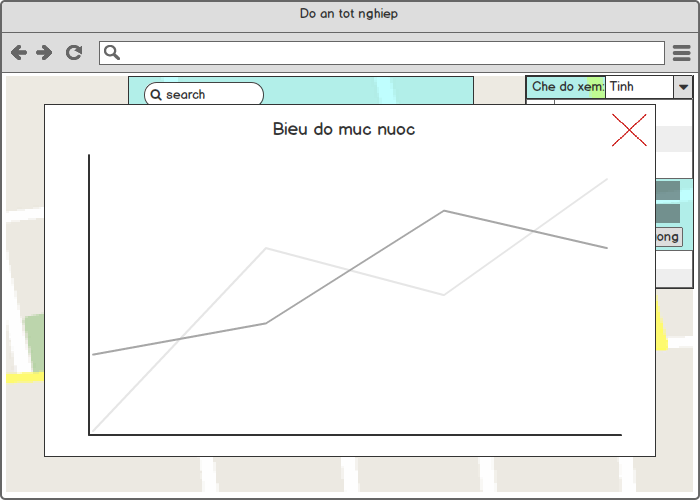 Do an tot nghiep
search
Che do xem: Tinh
Bieu do muc nuoc
ong